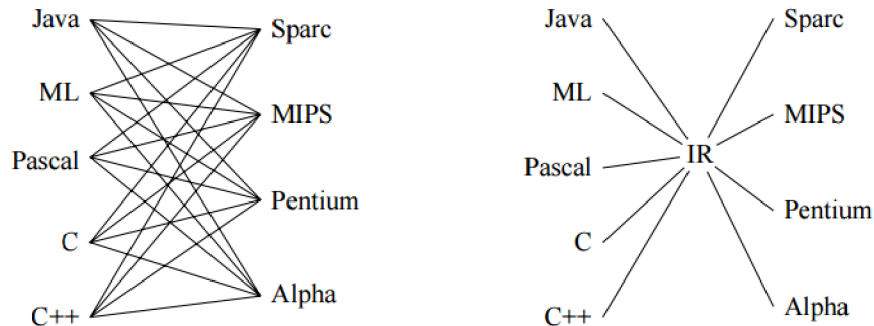 Java
ML
Pascal
C
C++
Sparc
MIPS
Pentium
Alpha
Java
ML
Pascal
C
C++
IR
Sparc
MIPS
Pentium
Alpha